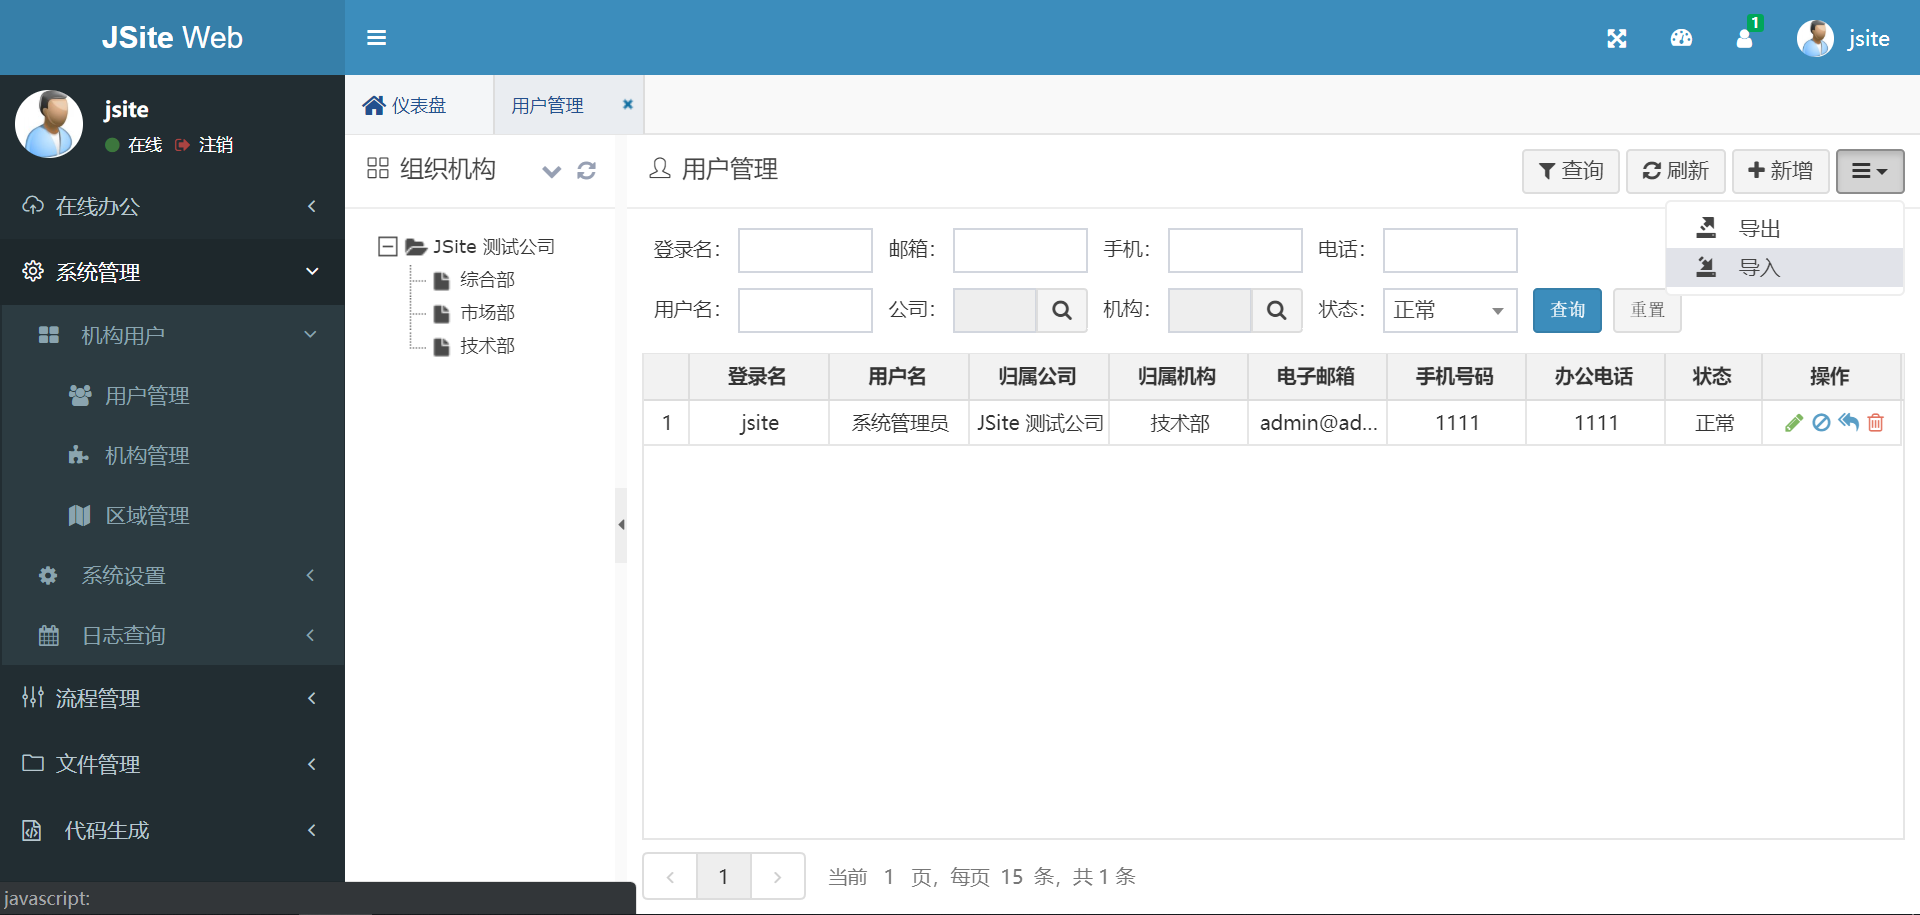 JSite Web
1
jsite
jsite
在线 注销
在线办公
系统管理
机构用户
用户管理
机构管理
区域管理
系统设置
日志查询
流程管理
文件管理
代码生成
javascript:
仪表盘 用户管理
组织机构
JSite 测试公司
综合部
市场部
技术部
用户管理
查询 刷新 新增
导出
导入
登录名： 邮箱： 手机： 电话：
用户名： 公司： 机构： 状态： 正常 查询 重置
登录名 用户名 归属公司 归属机构 电子邮箱 手机号码 办公电话 状态 操作
1 jsite 系统管理员 JSite 测试公司 技术部 admin@ad... 1111 1111 正常
1 当前 1 页，每页 15 条，共 1 条